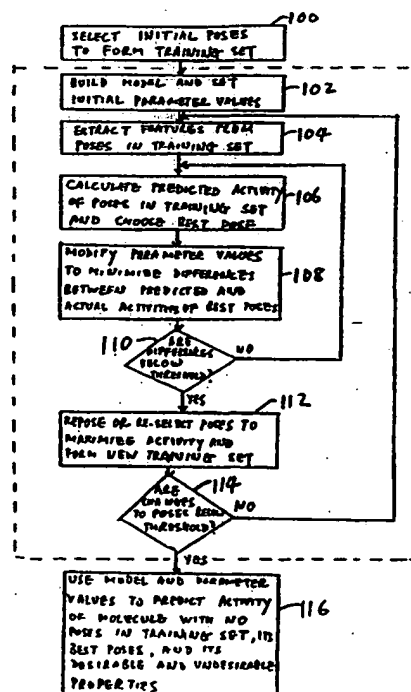 100
SELECT INITIAL POSES
TO FORM TRAINING SET
BUILD MODEL AND SET
INITIAL PARAMETER VALUES
102
EXTRACT FEATURES FROM
POSES IN TRAINING SET
104
CALCULATE PREDICTED ACTIVITY
OF POSES IN TRAINING SET
AND CHOOSE BEST POSE
106
MODIFY PARAMETER VALUES
TO MINIMIZE DIFFERENCES
BETWEEN PREDICTED AND
ACTUAL ACTIVITIES OF BEST POSES
108
110
ARE
DIFFERENCES
BELOW
THRESHOLD?
NO
YES
112
REPOSE OR RE-SELECT POSES TO
MAXIMIZE ACTIVITY AND
FORM NEW TRAINING SET
114
ARE
CHANGES
TO POSES BELOW
THRESHOLD?
NO
YES
USE MODEL AND PARAMETER
VALUES TO PREDICT ACTIVITY
OF MOLECULE WITH NO
POSES IN TRAINING SET, ITS
BEST POSES, AND ITS
DESIRABLE AND UNDESIRABLE
PROPERTIES
116